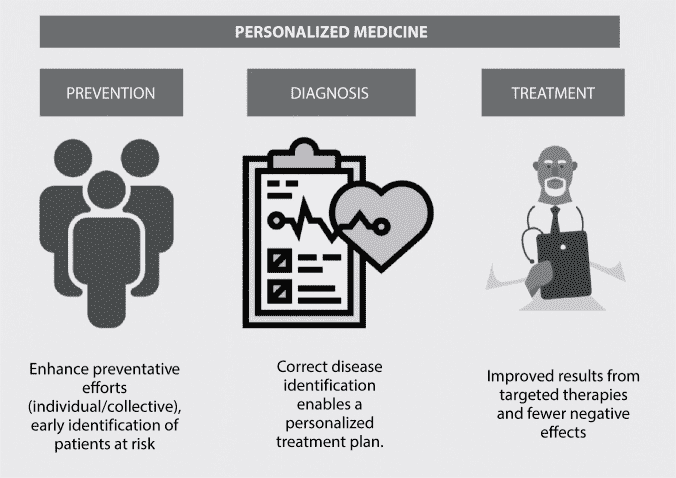 PERSONALIZED MEDICINE
PREVENTION
DIAGNOSIS
TREATMENT
Enhance preventative
efforts
(individual/collective),
early identification of
patients at risk
Correct disease
identification
enables a
personalized
treatment plan.
Improved results from
targeted therapies
and fewer negative
effects